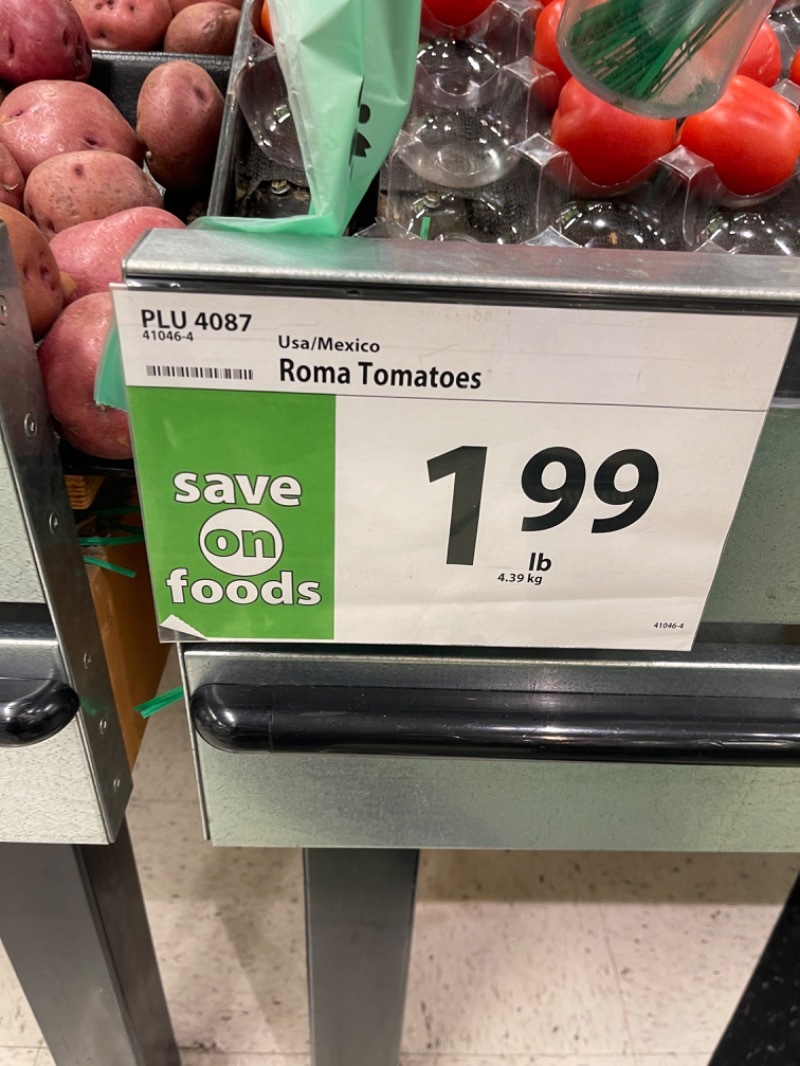 PLU 4087
41046-4
Usa/Mexico
Roma Tomatoes
save
on
foods
1 99
lb
4.39 kg
41046-4